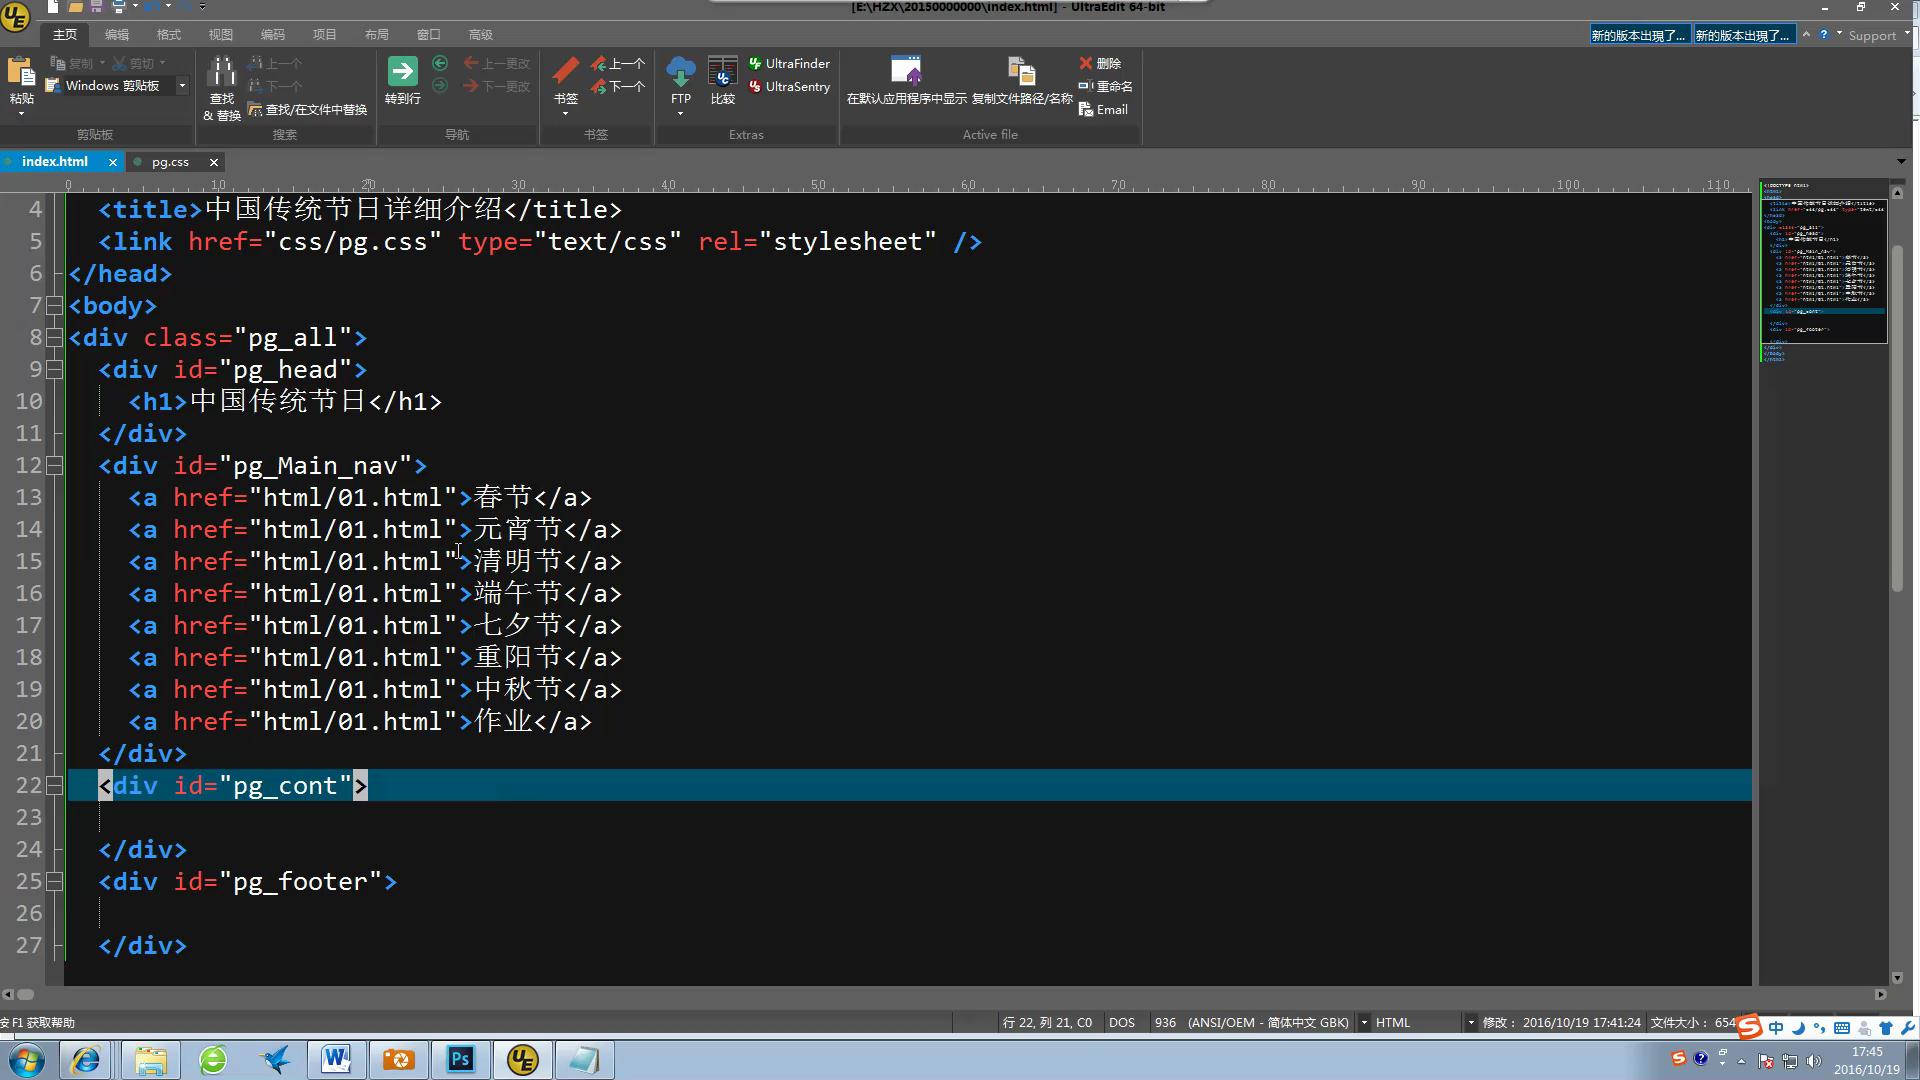 [E:\HZX\20150000000\index.html] - UltraEdit 64-bit
主页 编辑 格式 视图 编码 项目 布局 窗口 高级
新的版本出现了... 新的版本出现了... Support
粘贴 复制 剪切
Windows 剪贴板
剪贴板
查找
& 替换
上一个
下一个
查找/在文件中替换
搜索
转到行
上一更改
下一更改
导航
书签
上一个
下一个
书签
FTP 比较
UltraFinder
UltraSentry
Extras
在默认应用程序中显示 复制文件路径/名称
删除
重命名
Email
Active file
index.html pg.css
0 10 20 30 40 50 60 70 80 90 100 110
4 <title>中国传统节日详细介绍</title>
5 <link href="css/pg.css" type="text/css" rel="stylesheet" />
6 </head>
7 <body>
8 <div class="pg_all">
9 <div id="pg_head">
10 <h1>中国传统节日</h1>
11 </div>
12 <div id="pg_Main_nav">
13 <a href="html/01.html">春节</a>
14 <a href="html/01.html">元宵节</a>
15 <a href="html/01.html">清明节</a>
16 <a href="html/01.html">端午节</a>
17 <a href="html/01.html">七夕节</a>
18 <a href="html/01.html">重阳节</a>
19 <a href="html/01.html">中秋节</a>
20 <a href="html/01.html">作业</a>
21 </div>
22 <div id="pg_cont">
23
24 </div>
25 <div id="pg_footer">
26
27 </div>
按 F1 获取帮助
行 22, 列 21, C0 DOS 936 (ANSI/OEM - 简体中文 GBK) HTML 修改： 2016/10/19 17:41:24 文件大小： 654
中
17:45
2016/10/19